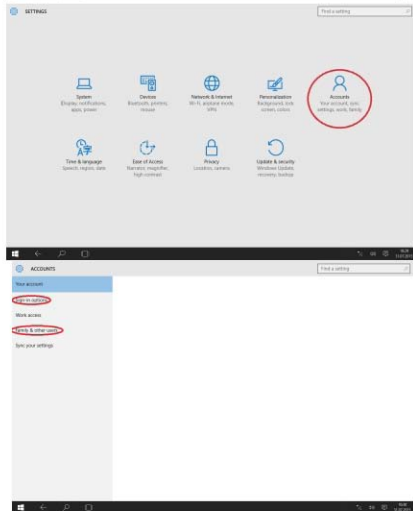 SETTINGS
Find a setting
System
Display, notifications,
apps, power
Devices
Bluetooth, printers,
mouse
Network & Internet
Wi-Fi, airplane mode,
VPN
Personalization
Background, lock
screen, colors
Accounts
Your account, sync
settings, work, family
Time & language
Speech, region, date
Ease of Access
Narrator, magnifier,
high contrast
Privacy
Location, camera
Update & security
Windows Update,
recovery, backup
ACCOUNTS
Find a setting
Your account
Sign-in options
Work access
Family & other users
Sync your settings